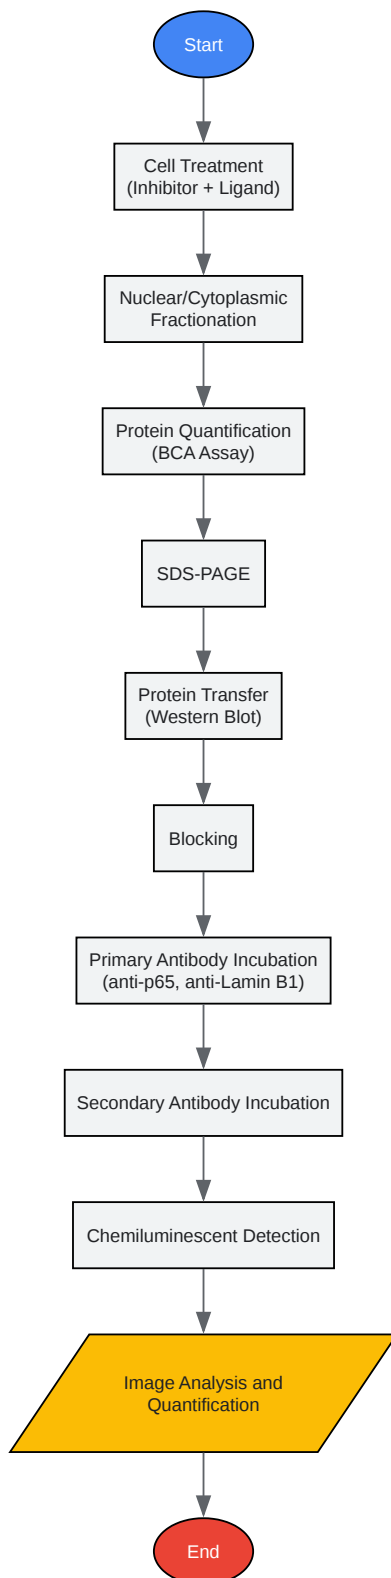 Start
Cell Treatment
(Inhibitor + Ligand)
Nuclear/Cytoplasmic
Fractionation
Protein Quantification
(BCA Assay)
SDS-PAGE
Protein Transfer
(Western Blot)
Blocking
Primary Antibody Incubation
(anti-p65, anti-Lamin B1)
Secondary Antibody Incubation
Chemiluminescent Detection
Image Analysis and
Quantification
End